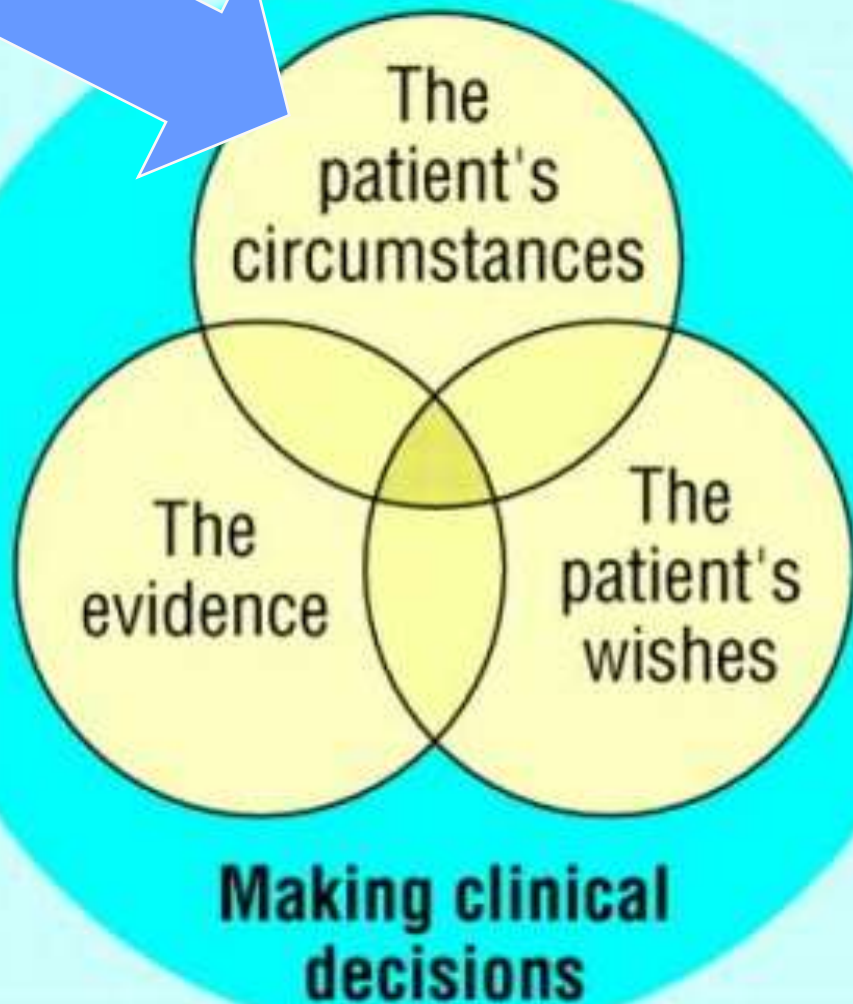 The
patient's
circumstances
The
evidence
The
patient's
wishes
Making clinical
decisions